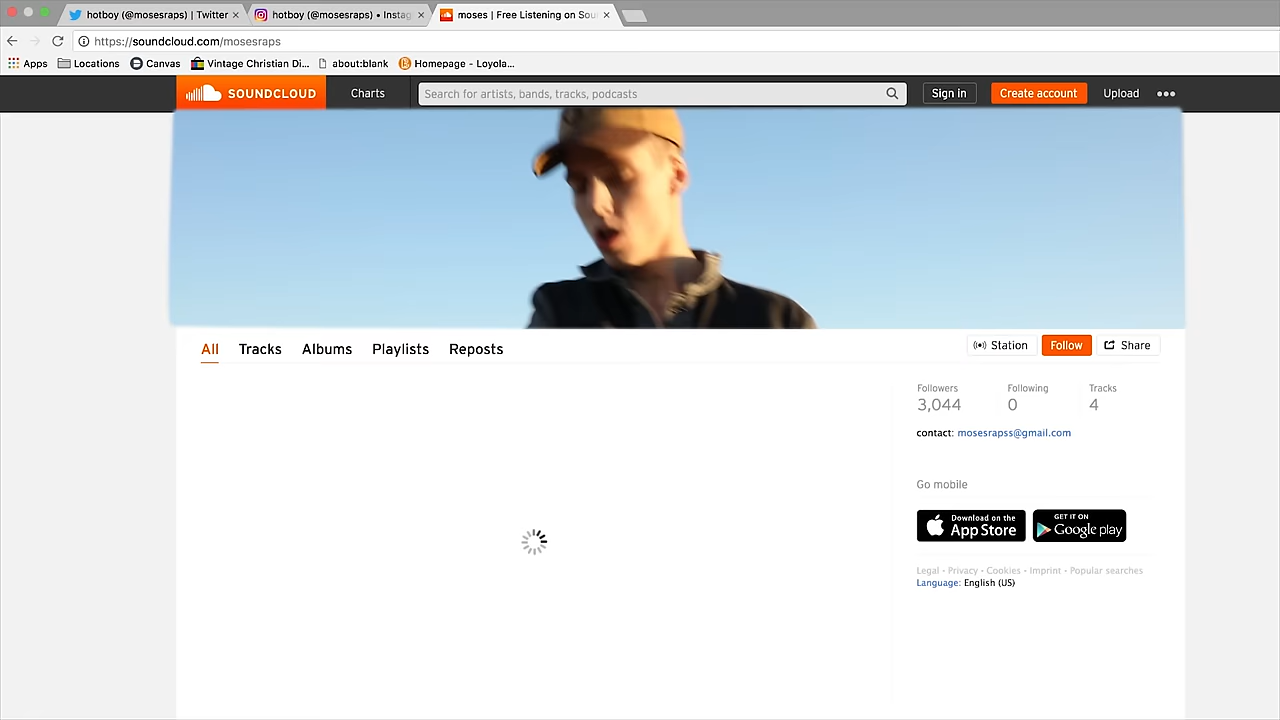 hotboy (@mosesraps) | Twitter
hotboy (@mosesraps) • Instag
moses | Free Listening on Sou
https://soundcloud.com/mosesraps
Apps Locations Canvas Vintage Christian Di... about:blank Homepage - Loyola...
SOUNDCLOUD Charts Search for artists, bands, tracks, podcasts Sign in Create account Upload
All Tracks Albums Playlists Reposts Station Follow Share
Followers Following Tracks
3,044 0 4
contact: mosesrapss@gmail.com
Go mobile
Download on the App Store
GET IT ON Google play
Legal - Privacy - Cookies - Imprint - Popular searches
Language: English (US)